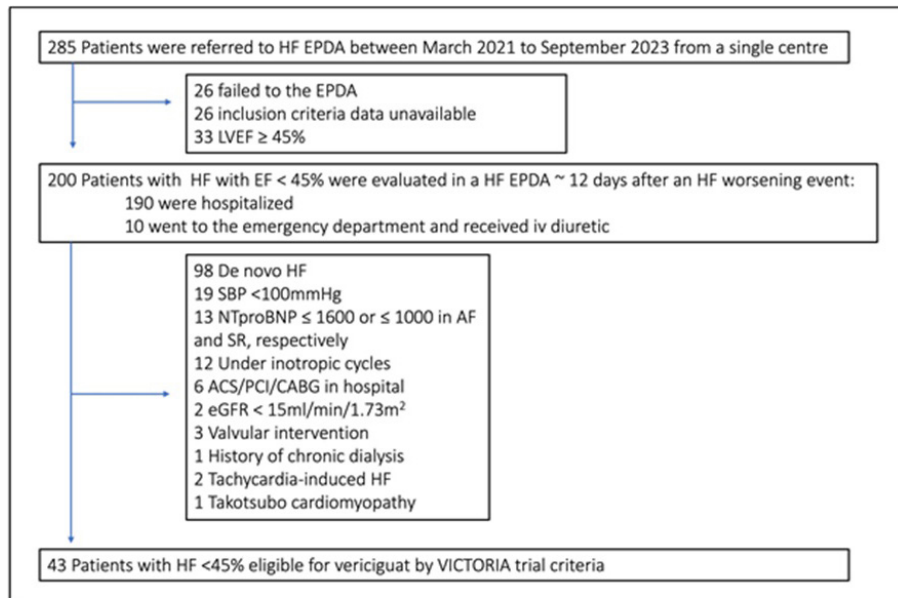 285 Patients were referred to HF EPDA between March 2021 to September 2023 from a single centre
26 failed to the EPDA
26 inclusion criteria data unavailable
33 LVEF ≥ 45%
200 Patients with HF with EF < 45% were evaluated in a HF EPDA ~ 12 days after an HF worsening event:
190 were hospitalized
10 went to the emergency department and received iv diuretic
98 De novo HF
19 SBP <100mmHg
13 NTproBNP ≤ 1600 or ≤ 1000 in AF
and SR, respectively
12 Under inotropic cycles
6 ACS/PCI/CABG in hospital
2 eGFR < 15ml/min/1.73m²
3 Valvular intervention
1 History of chronic dialysis
2 Tachycardia-induced HF
1 Takotsubo cardiomyopathy
43 Patients with HF <45% eligible for vericiguat by VICTORIA trial criteria